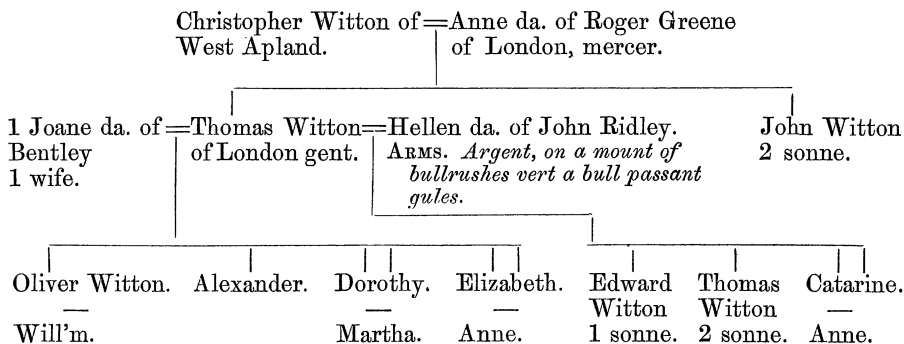 Christopher Witton of = Anne da. of Roger Greene
West Apland. of London, mercer.
1 Joane da. of = Thomas Witton = Hellen da. of John Ridley. John Witton
Bentley of London gent. ARMS. Argent, on a mount of 2 sonne.
1 wife. bullrushes vert a bull passant
gules.
Oliver Witton. Alexander. Dorothy. Elizabeth. Edward Thomas Catarine.
— — — Witton Witton —
Will'm. Martha. Anne. 1 sonne. 2 sonne. Anne.